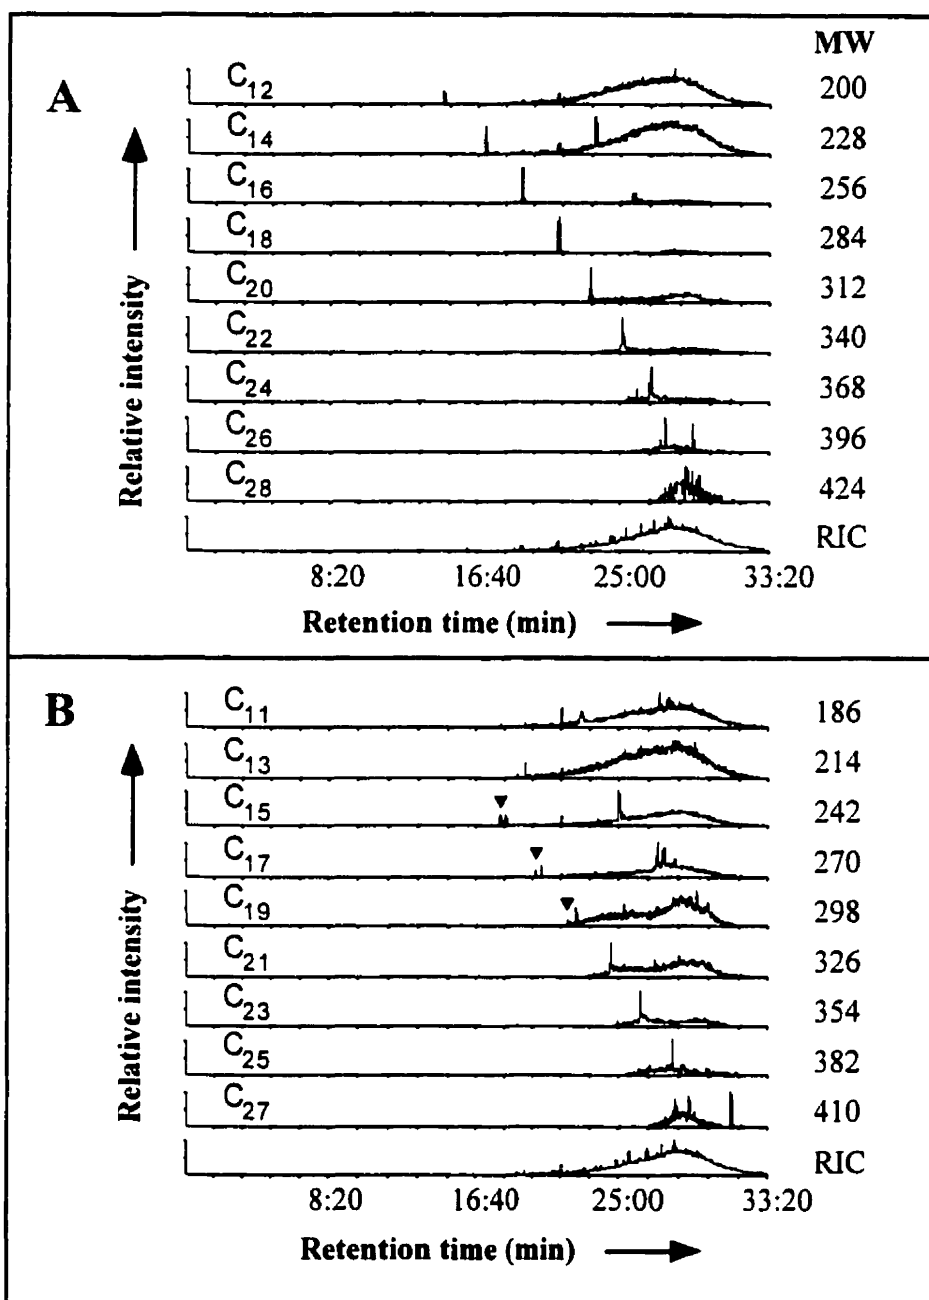 MW
A
C12 200
C14 228
C16 256
C18 284
C20 312
C22 340
C24 368
C26 396
C28 424
RIC
Relative intensity
8:20 16:40 25:00 33:20
Retention time (min)
B
C11 186
C13 214
C15 242
C17 270
C19 298
C21 326
C23 354
C25 382
C27 410
RIC
Relative intensity
8:20 16:40 25:00 33:20
Retention time (min)